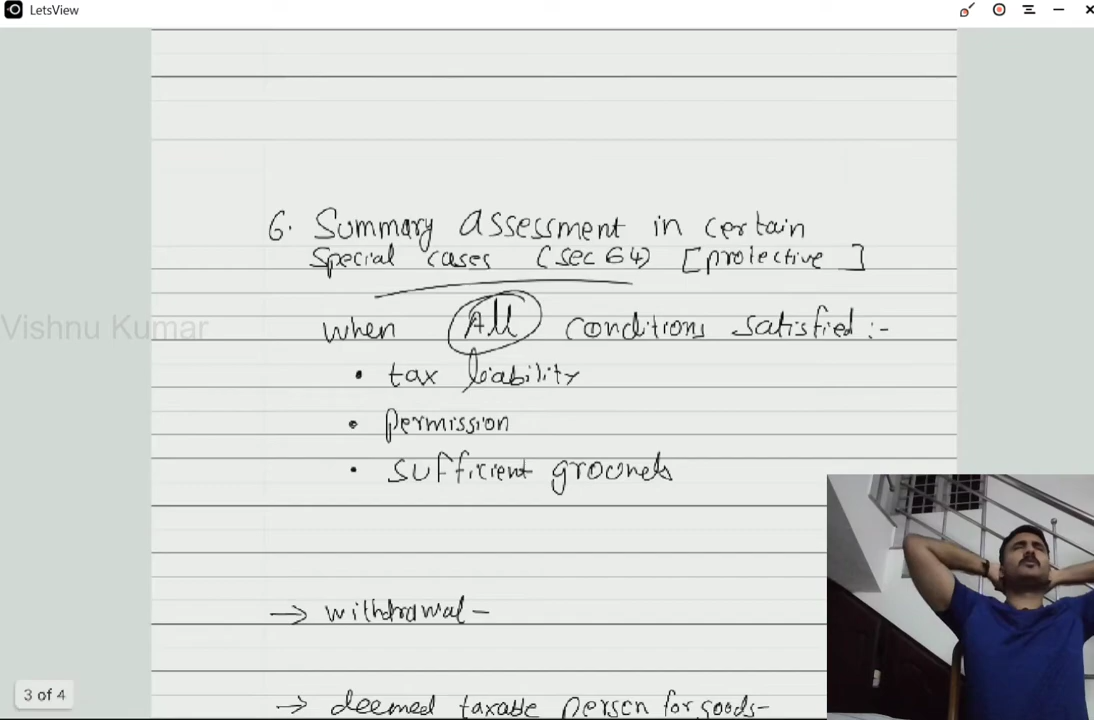 LetsView
6. Summary Assessment in certain
special cases (sec 64) [protective ]
when All conditions satisfied :-
• tax liability
• permission
• sufficient grounds
Vishnu Kumar
→ withdrawal -
→ deemed taxable person for goods-
3 of 4